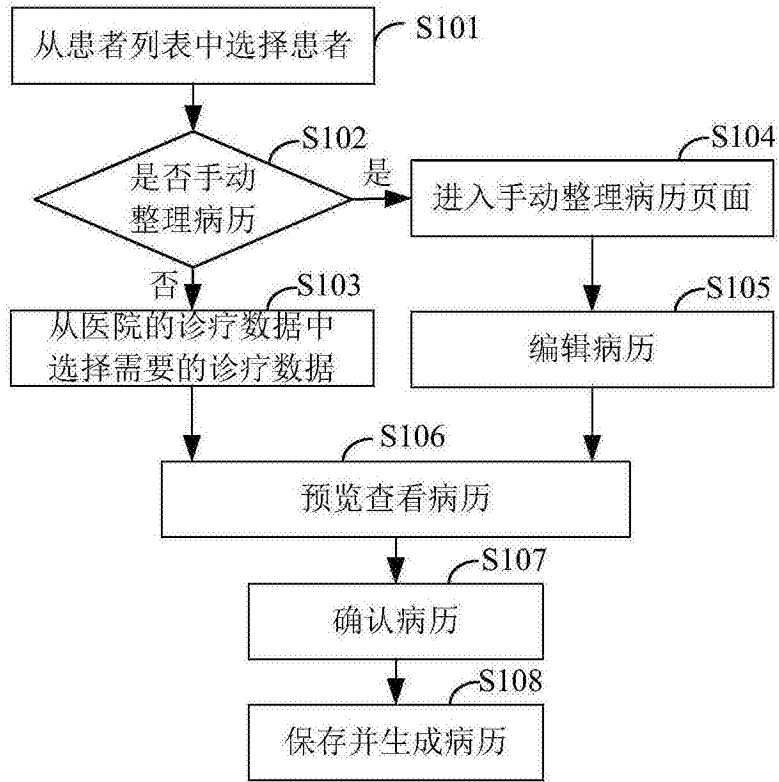 从患者列表中选择患者
S101
S102
是否手动
整理病历
是
S104
进入手动整理病历页面
否
S103
从医院的诊疗数据中
选择需要的诊疗数据
S105
编辑病历
S106
预览查看病历
S107
确认病历
S108
保存并生成病历